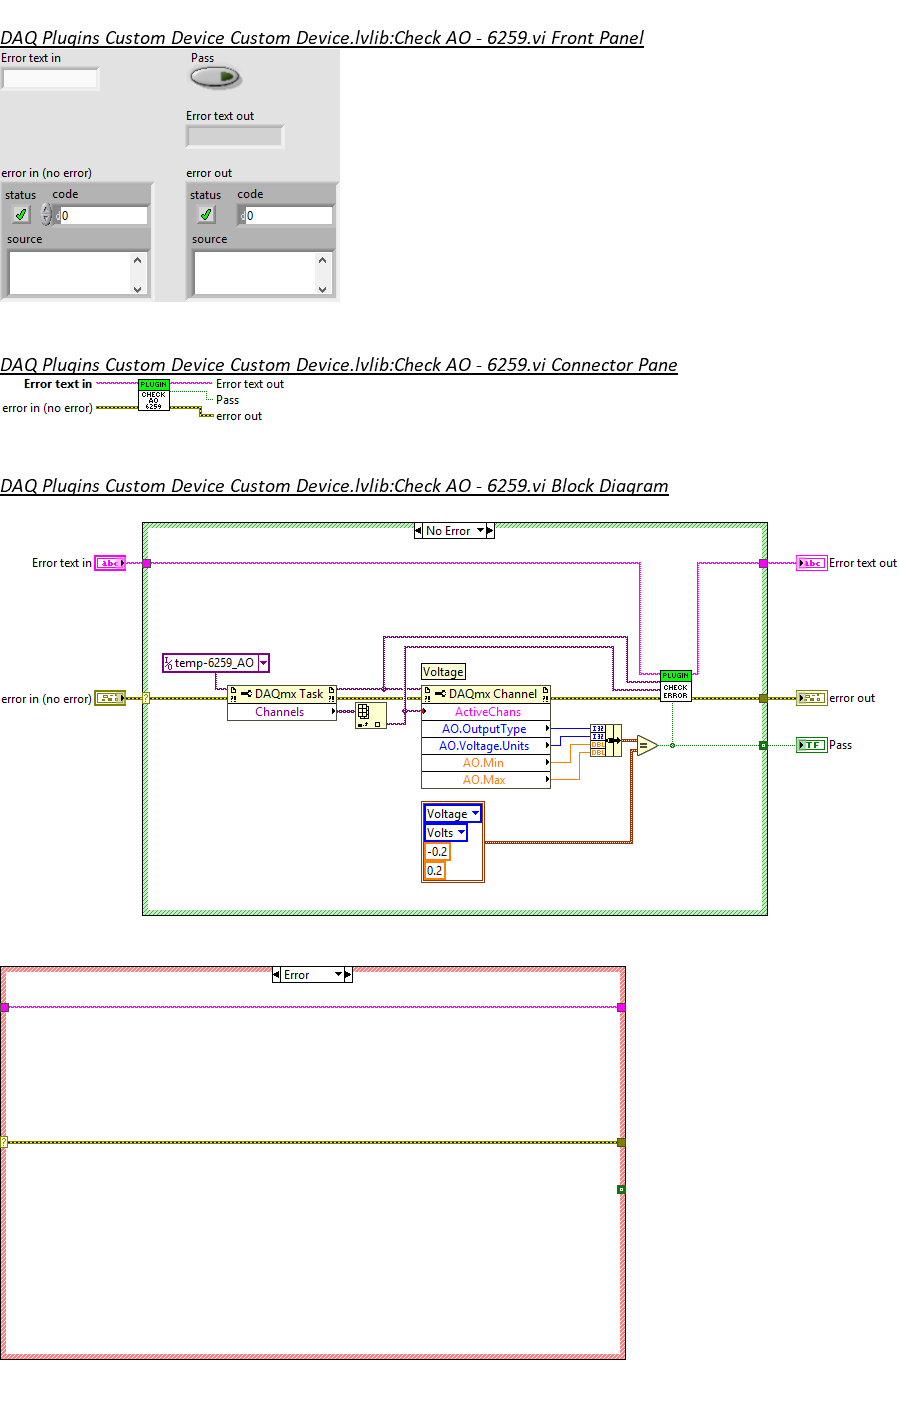 DAQ Plugins Custom Device Custom Device.lvlib:Check AO - 6259.vi Front Panel
Error text in
Pass
Error text out
error in (no error)
error out
status code
0
status code
0
source
source
DAQ Plugins Custom Device Custom Device.lvlib:Check AO - 6259.vi Connector Pane
Error text in
PLUGIN
CHECK
AO
6259
Error text out
Pass
error in (no error)
error out
DAQ Plugins Custom Device Custom Device.lvlib:Check AO - 6259.vi Block Diagram
No Error
Error text in
abc
abc
Error text out
temp-6259_AO
Voltage
PLUGIN
CHECK
ERROR
error in (no error)
?
DAQmx Task
Channels
DAQmx Channel
ActiveChans
AO.OutputType
AO.Voltage.Units
AO.Min
AO.Max
I32
I32
DBL
DBL
=
error out
TF
Pass
Voltage
Volts
-0.2
0.2
Error
?